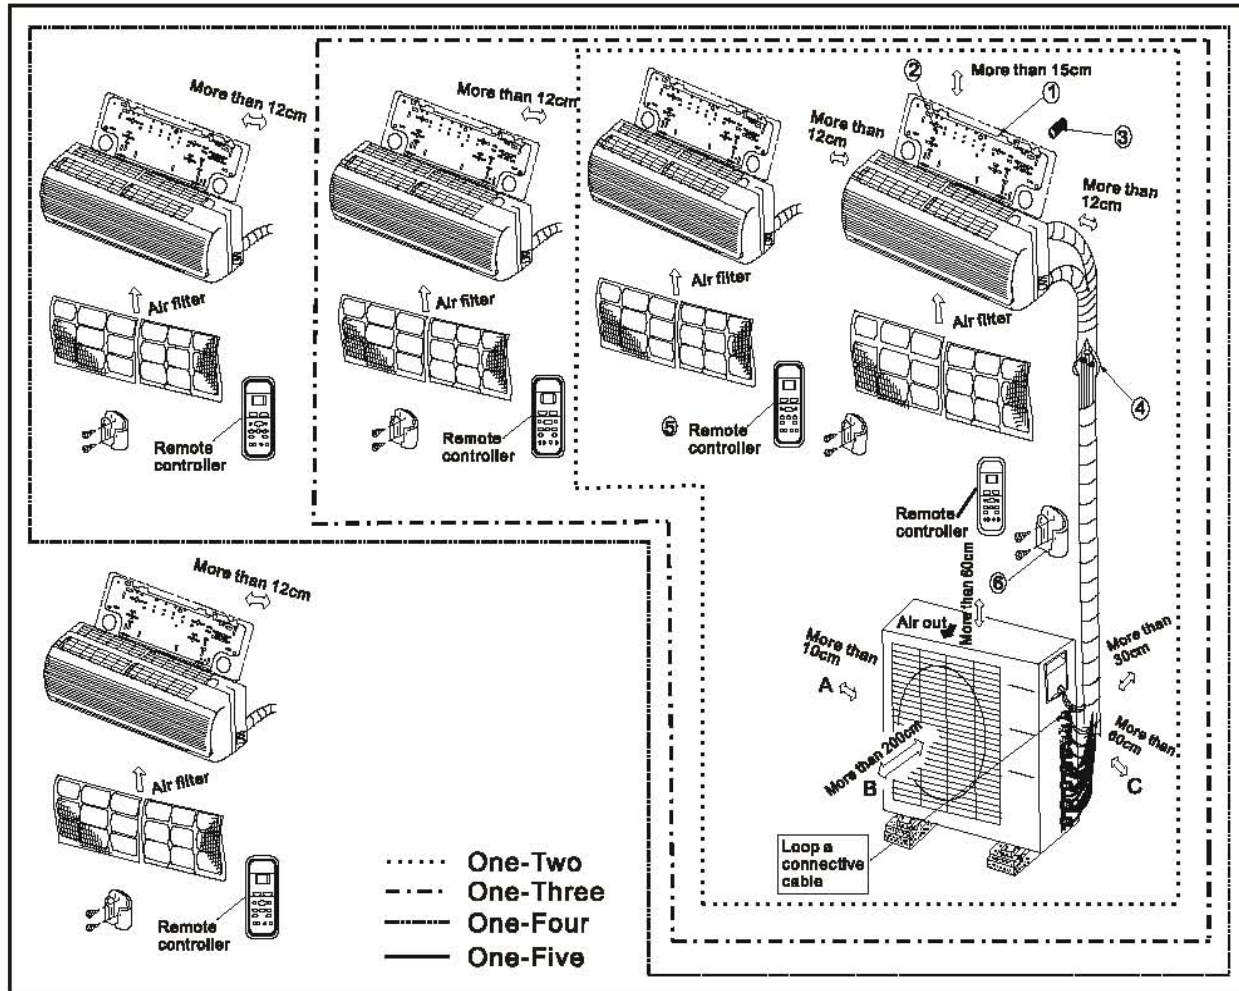 More than 12cm
Air filter
Remote
controller
More than 12cm
Air filter
Remote
controller
Air filter
⑤
Remote
controller
②
More than 15cm
①
③
More than
12cm
More than
12cm
Air filter
④
Remote
controller
⑥
More than 60cm
Air out
More than
10cm
A
More than 200cm
B
More than
30cm
More than
60cm
C
Loop a
connective
cable
More than 12cm
Air filter
Remote
controller
One-Two
One-Three
One-Four
One-Five